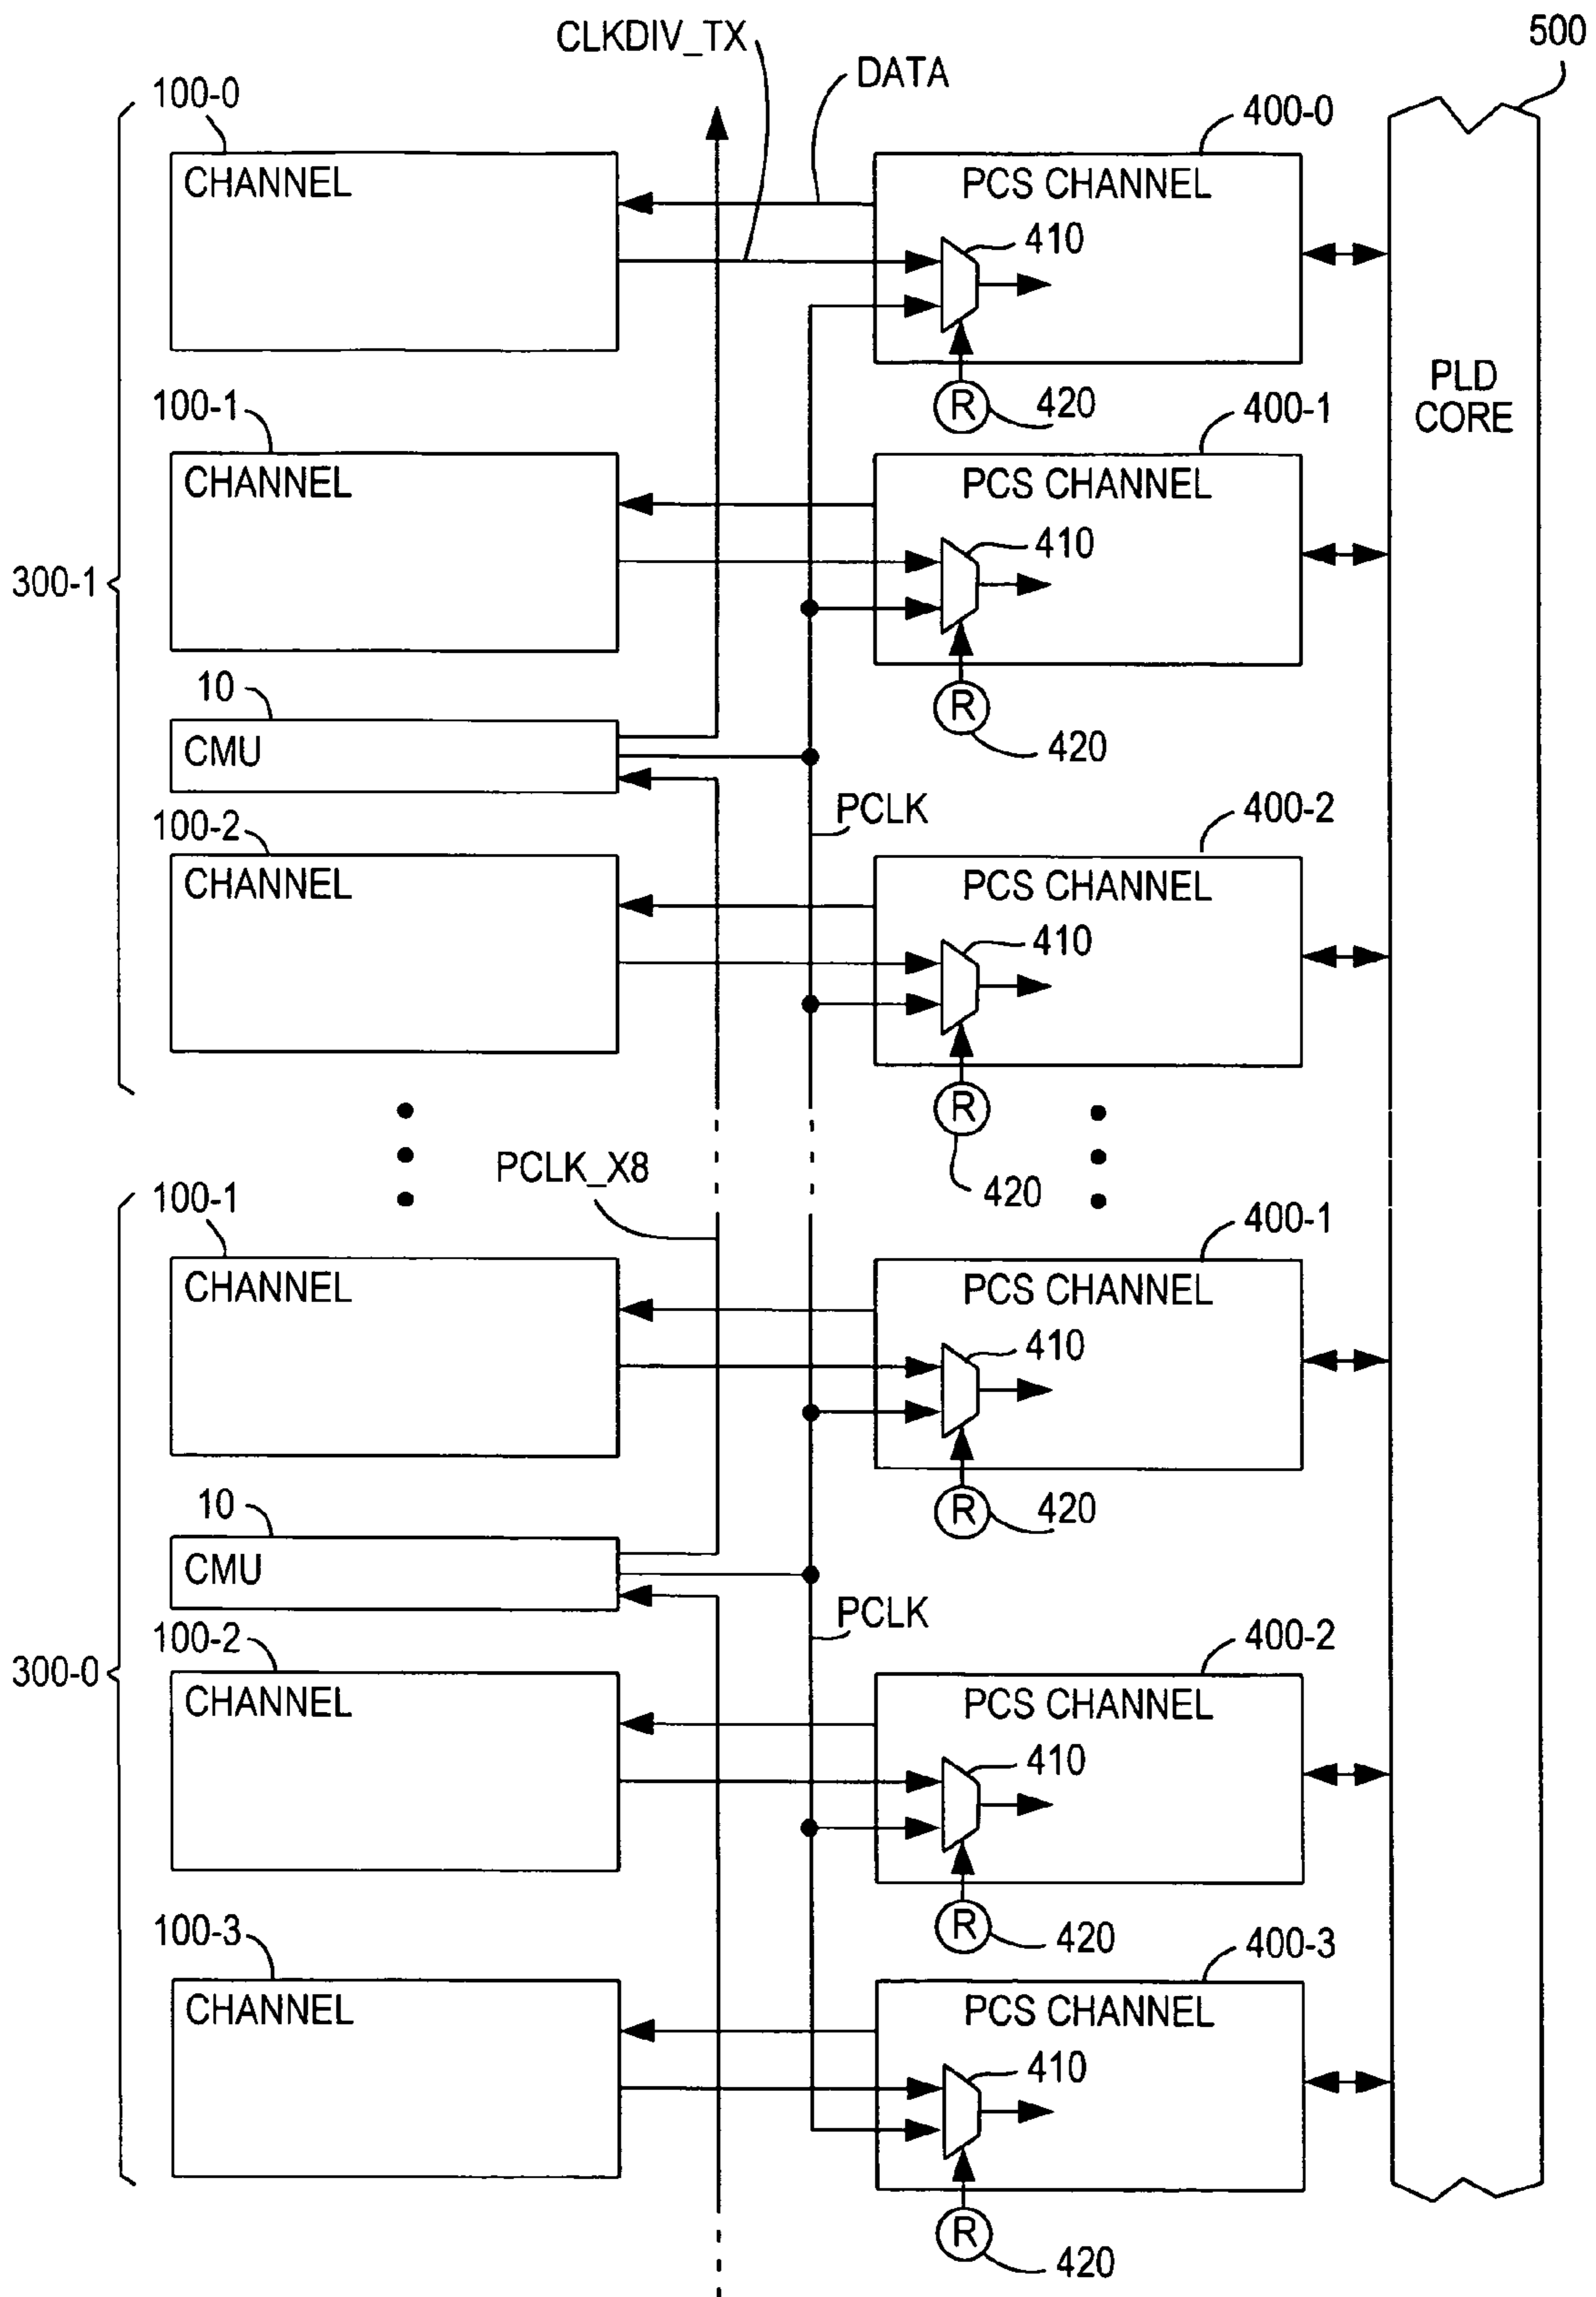 500
CLKDIV_TX
DATA
100-0
400-0
CHANNEL
PCS CHANNEL
410
R
420
PLD
CORE
100-1
400-1
CHANNEL
PCS CHANNEL
410
300-1
R
420
10
CMU
PCLK
100-2
400-2
CHANNEL
PCS CHANNEL
410
R
420
PCLK_X8
100-1
400-1
CHANNEL
PCS CHANNEL
410
R
420
10
CMU
PCLK
100-2
400-2
300-0
CHANNEL
PCS CHANNEL
410
R
420
100-3
400-3
CHANNEL
PCS CHANNEL
410
R
420